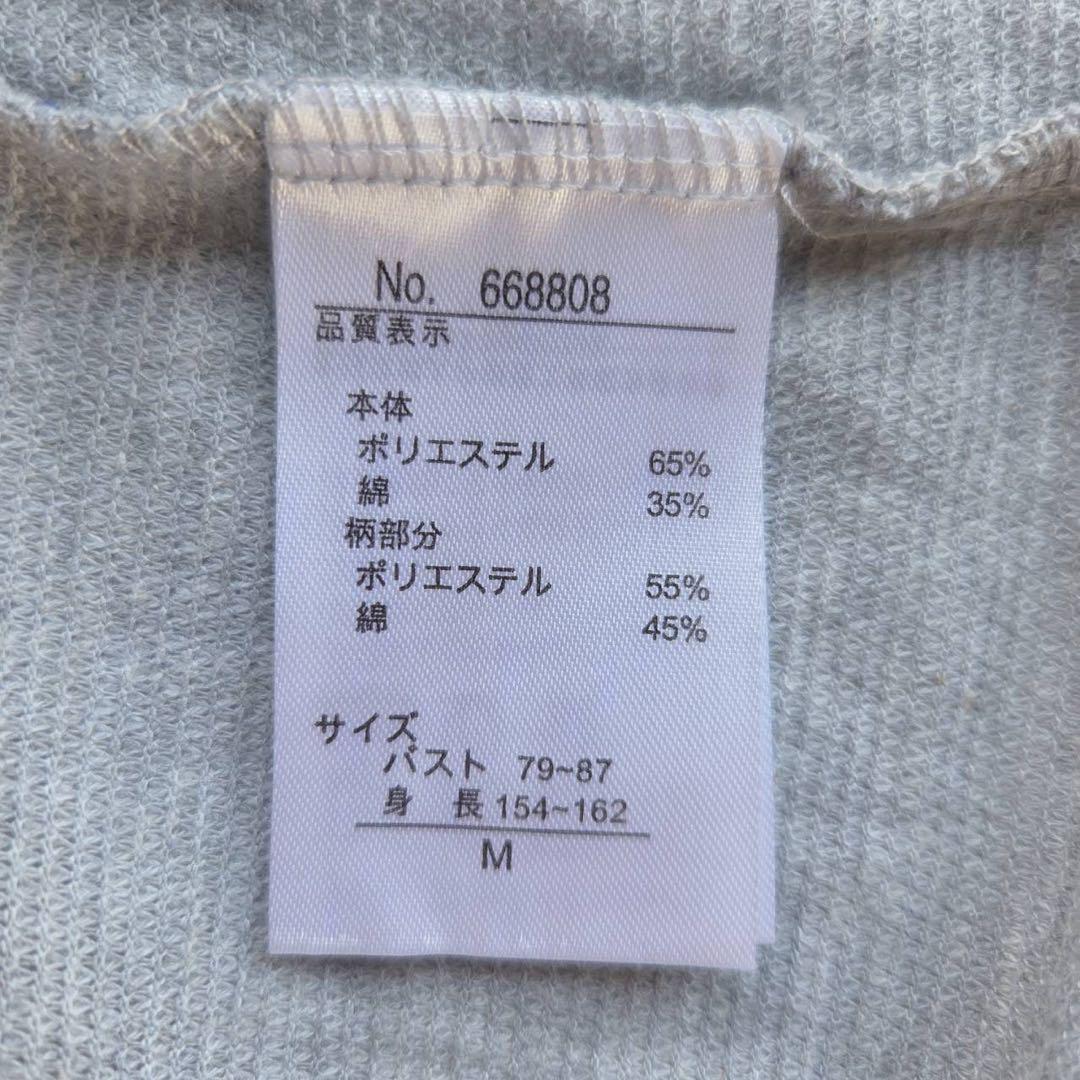 No. 668808
品質表示
本体
ポリエステル 65%
綿 35%
柄部分
ポリエステル 55%
綿 45%
サイズ
バスト 79~87
身 長 154~162
M